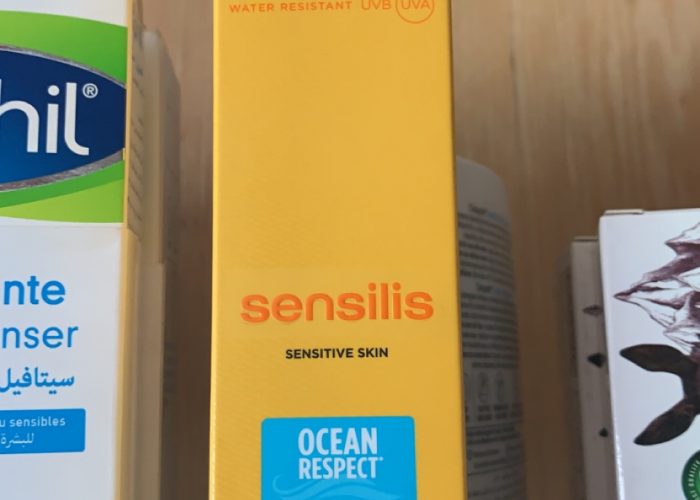 WATER RESISTANT UVB UVA
hil®
nte
nser
سيتافيل
u sensibles
للبشرة
sensilis
SENSITIVE SKIN
OCEAN
RESPECT